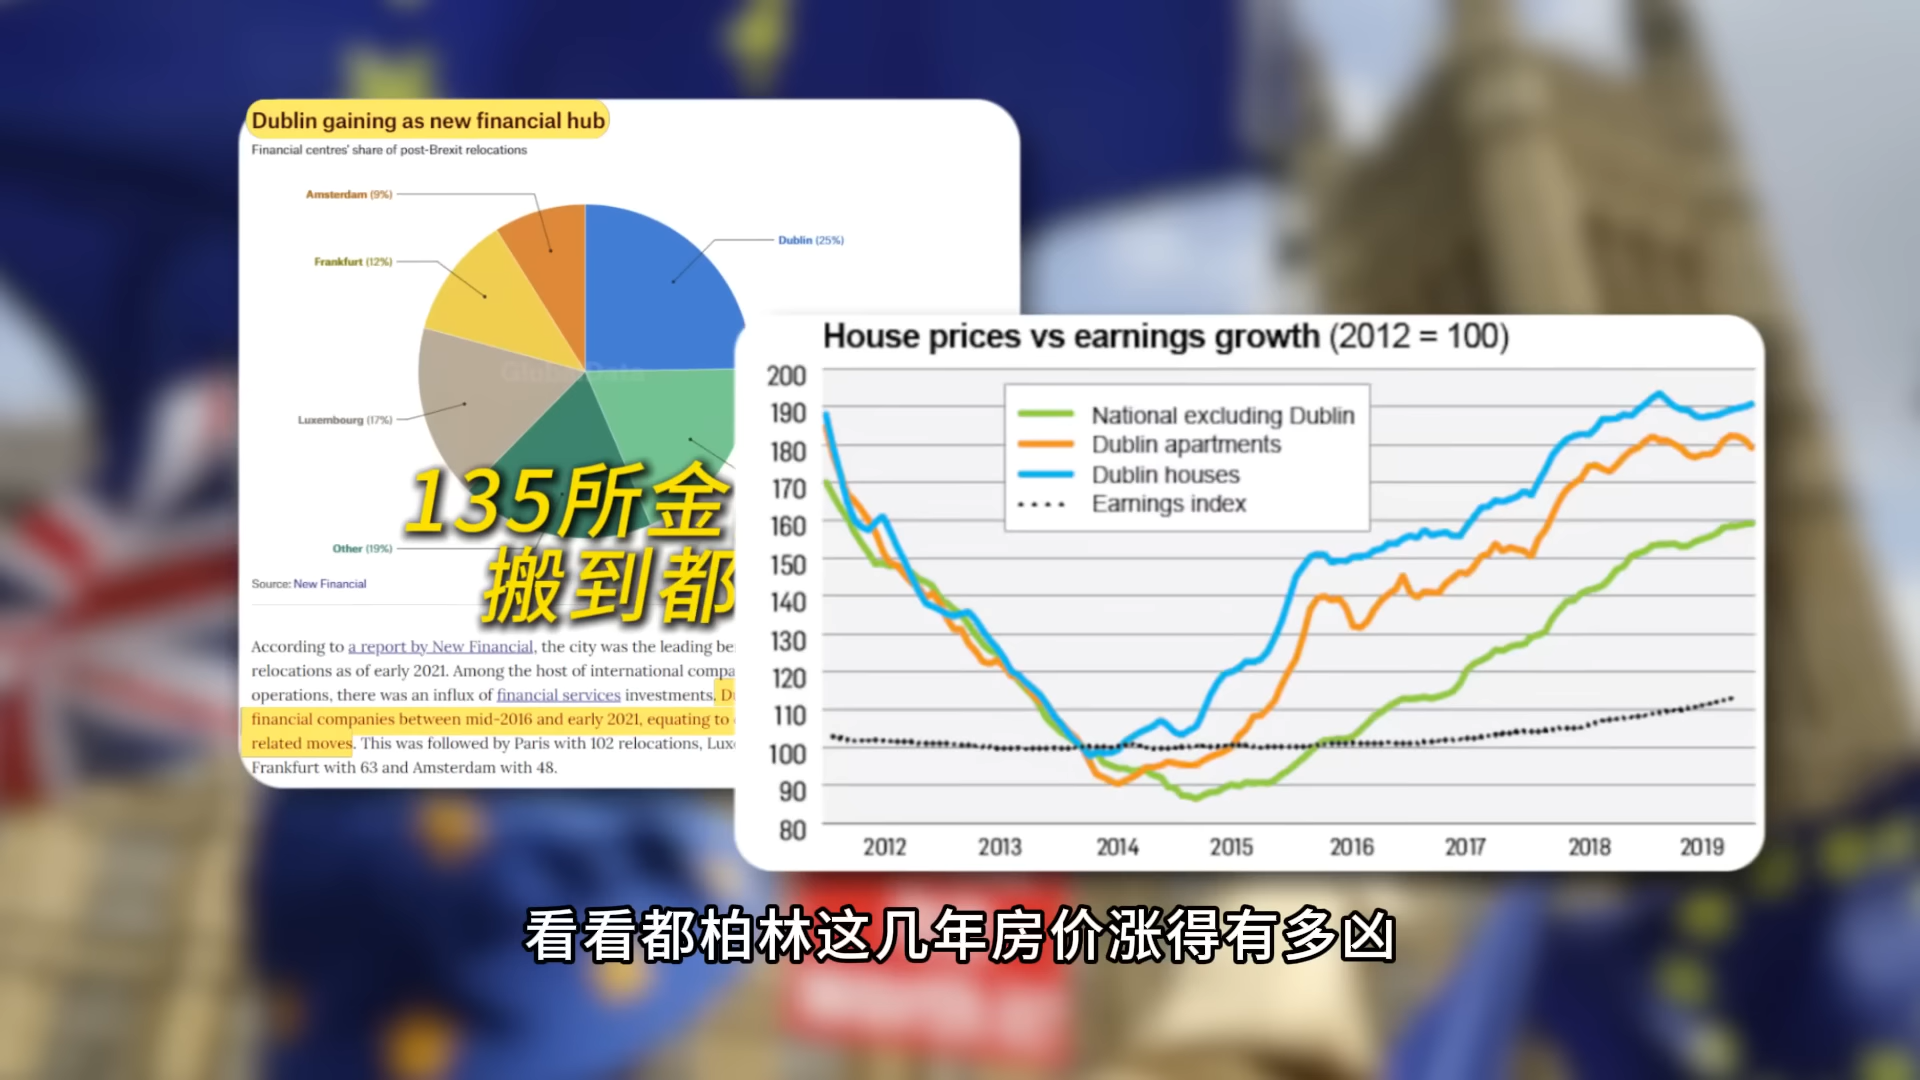 Dublin gaining as new financial hub
Financial centres' share of post-Brexit relocations
Amsterdam (9%)
Dublin (25%)
Frankfurt (12%)
Luxembourg (17%)
Other (19%)
Source: New Financial
135所金
搬到都
According to a report by New Financial, the city was the leading be
relocations as of early 2021. Among the host of international compa
operations, there was an influx of financial services investments. D
financial companies between mid-2016 and early 2021, equating to
related moves. This was followed by Paris with 102 relocations, Lux
Frankfurt with 63 and Amsterdam with 48.
House prices vs earnings growth (2012 = 100)
National excluding Dublin
Dublin apartments
Dublin houses
Earnings index
200
190
180
170
160
150
140
130
120
110
100
90
80
2012 2013 2014 2015 2016 2017 2018 2019
看看都柏林这几年房价涨得有多凶